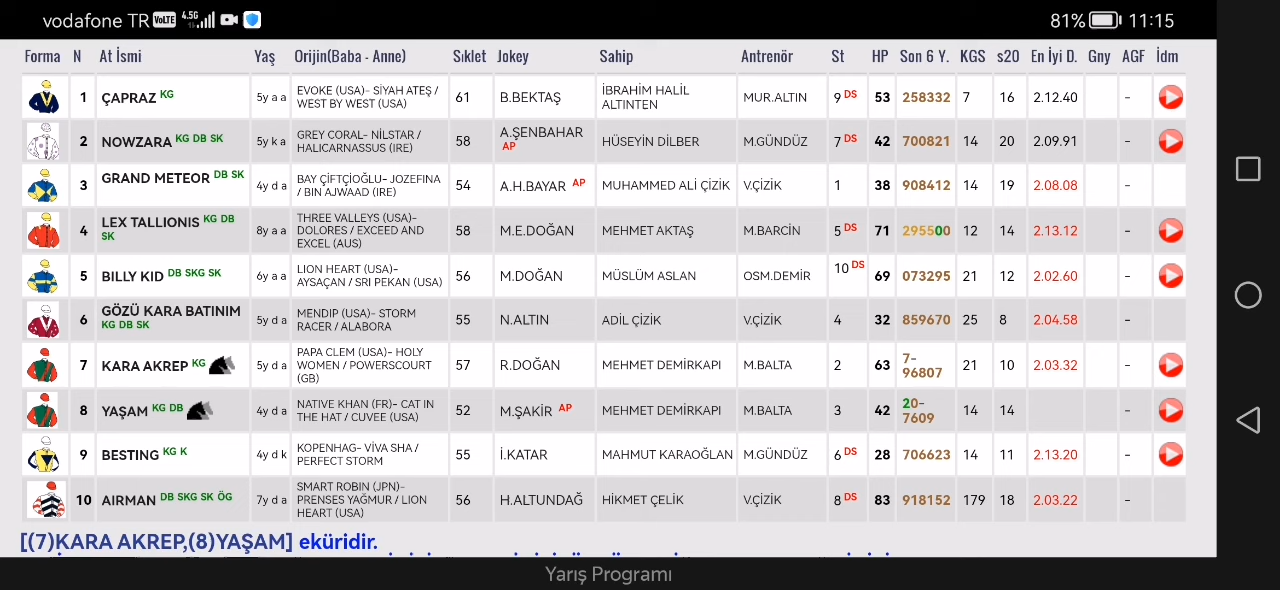 vodafone TR VoLTE 4.5G 81% 11:15
Forma N At İsmi Yaş Orijin(Baba - Anne) Sıklet Jokey Sahip Antrenör St HP Son 6 Y. KGS s20 En İyi D. Gny AGF İdm
1 ÇAPRAZ KG 5y a a EVOKE (USA)- SİYAH ATEŞ / WEST BY WEST (USA) 61 B.BEKTAŞ İBRAHİM HALİL ALTINTEN MUR.ALTIN 9 DS 53 258332 7 16 2.12.40 -
2 NOWZARA KG DB SK 5y k a GREY CORAL- NİLSTAR / HALICARNASSUS (IRE) 58 A.ŞENBAHAR AP HÜSEYİN DİLBER M.GÜNDÜZ 7 DS 42 700821 14 20 2.09.91 -
3 GRAND METEOR DB SK 4y d a BAY ÇİFTÇİOĞLU- JOZEFINA / BIN AJWAAD (IRE) 54 A.H.BAYAR AP MUHAMMED ALİ ÇİZİK V.ÇİZİK 1 38 908412 14 19 2.08.08 -
4 LEX TALLIONIS KG DB SK 8y a a THREE VALLEYS (USA)- DOLORES / EXCEED AND EXCEL (AUS) 58 M.E.DOĞAN MEHMET AKTAŞ M.BARCİN 5 DS 71 295500 12 14 2.13.12 -
5 BILLY KID DB SKG SK 6y a a LION HEART (USA)- AYSAÇAN / SRI PEKAN (USA) 56 M.DOĞAN MÜSLÜM ASLAN OSM.DEMİR 10 DS 69 073295 21 12 2.02.60 -
6 GÖZÜ KARA BATINIM KG DB SK 5y d a MENDIP (USA)- STORM RACER / ALABORA 55 N.ALTIN ADİL ÇİZİK V.ÇİZİK 4 32 859670 25 8 2.04.58 -
7 KARA AKREP KG 5y d a PAPA CLEM (USA)- HOLY WOMEN / POWERSCOURT (GB) 57 R.DOĞAN MEHMET DEMİRKAPI M.BALTA 2 63 7-96807 21 10 2.03.32 -
8 YAŞAM KG DB 4y d a NATIVE KHAN (FR)- CAT IN THE HAT / CUVEE (USA) 52 M.ŞAKİR AP MEHMET DEMİRKAPI M.BALTA 3 42 20-7609 14 14 -
9 BESTING KG K 4y d k KOPENHAG- VİVA SHA / PERFECT STORM 55 İ.KATAR MAHMUT KARAOĞLAN M.GÜNDÜZ 6 DS 28 706623 14 11 2.13.20 -
10 AIRMAN DB SKG SK ÖG 7y d a SMART ROBIN (JPN)- PRENSES YAĞMUR / LION HEART (USA) 56 H.ALTUNDAĞ HİKMET ÇELİK V.ÇİZİK 8 DS 83 918152 179 18 2.03.22 -
[(7)KARA AKREP,(8)YAŞAM] eküridir.
Yarış Programı